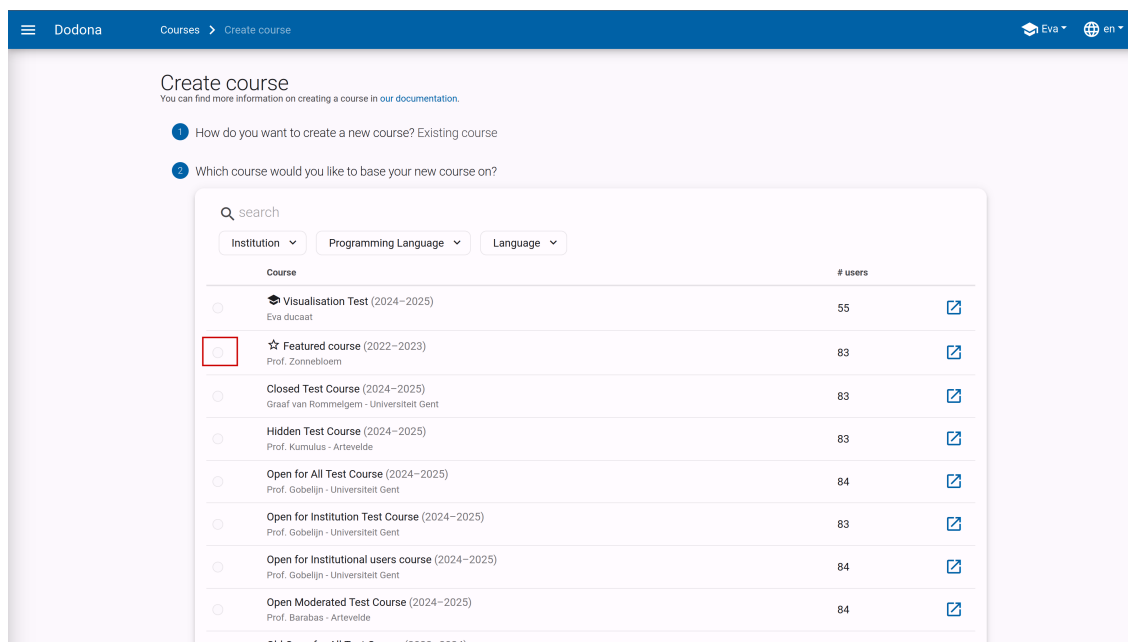 Dodona Courses Create course Eva en
Create course
You can find more information on creating a course in our documentation.
1 How do you want to create a new course? Existing course
2 Which course would you like to base your new course on?
search
Institution Programming Language Language
Course # users
Visualisation Test (2024–2025) 55
Eva ducaat
Featured course (2022–2023) 83
Prof. Zonnebloem
Closed Test Course (2024–2025) 83
Graaf van Rommelgem - Universiteit Gent
Hidden Test Course (2024–2025) 83
Prof. Kumulus - Artevelde
Open for All Test Course (2024–2025) 84
Prof. Gobelijn - Universiteit Gent
Open for Institution Test Course (2024–2025) 83
Prof. Gobelijn - Universiteit Gent
Open for Institutional users course (2024–2025) 84
Prof. Gobelijn - Universiteit Gent
Open Moderated Test Course (2024–2025) 84
Prof. Barabas - Artevelde